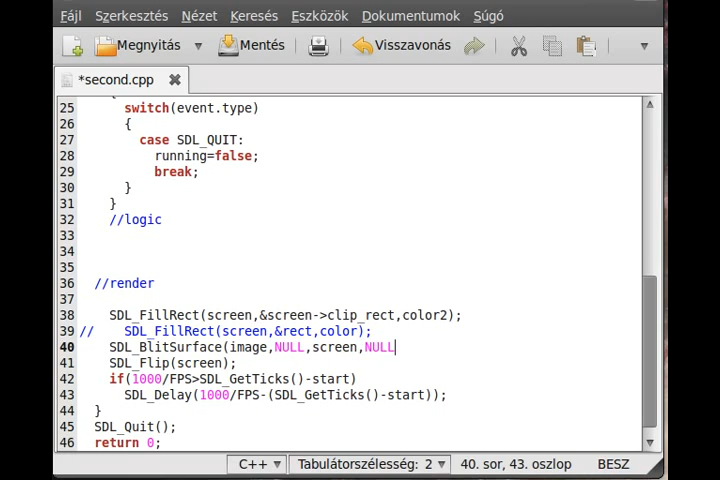 Fájl Szerkesztés Nézet Keresés Eszközök Dokumentumok Súgó
Megnyitás Mentés Visszavonás
*second.cpp
25 switch(event.type)
26 {
27 case SDL_QUIT:
28 running=false;
29 break;
30 }
31 }
32 //logic
33
34
35
36 //render
37
38 SDL_FillRect(screen,&screen->clip_rect,color2);
39 // SDL_FillRect(screen,&rect,color);
40 SDL_BlitSurface(image,NULL,screen,NULL
41 SDL_Flip(screen);
42 if(1000/FPS>SDL_GetTicks()-start)
43 SDL_Delay(1000/FPS-(SDL_GetTicks()-start));
44 }
45 SDL_Quit();
46 return 0;
C++ Tabulátorszélesség: 2 40. sor, 43. oszlop BESZ